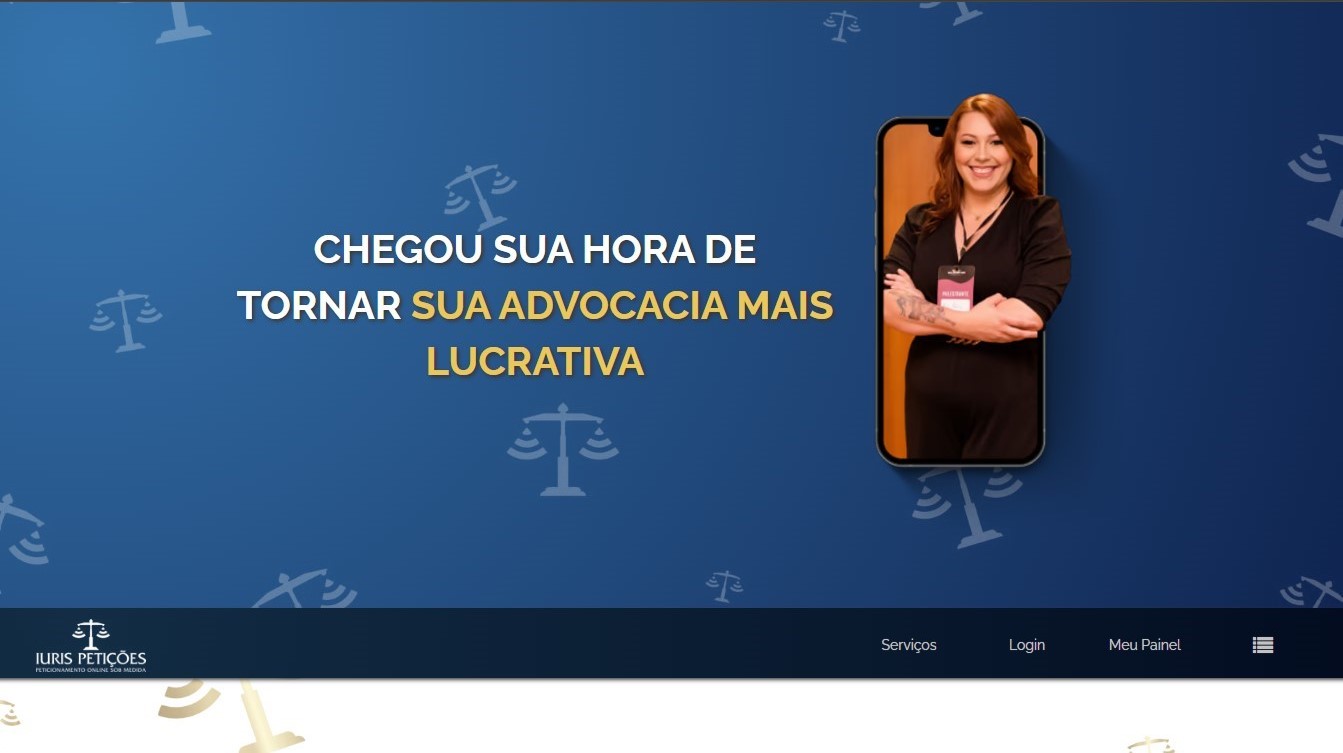 CHEGOU SUA HORA DE
TORNAR SUA ADVOCACIA MAIS
LUCRATIVA
PALESTRANTE
IURIS PETIÇÕES
PETICIONAMENTO ONLINE SOB MEDIDA
Serviços
Login
Meu Painel